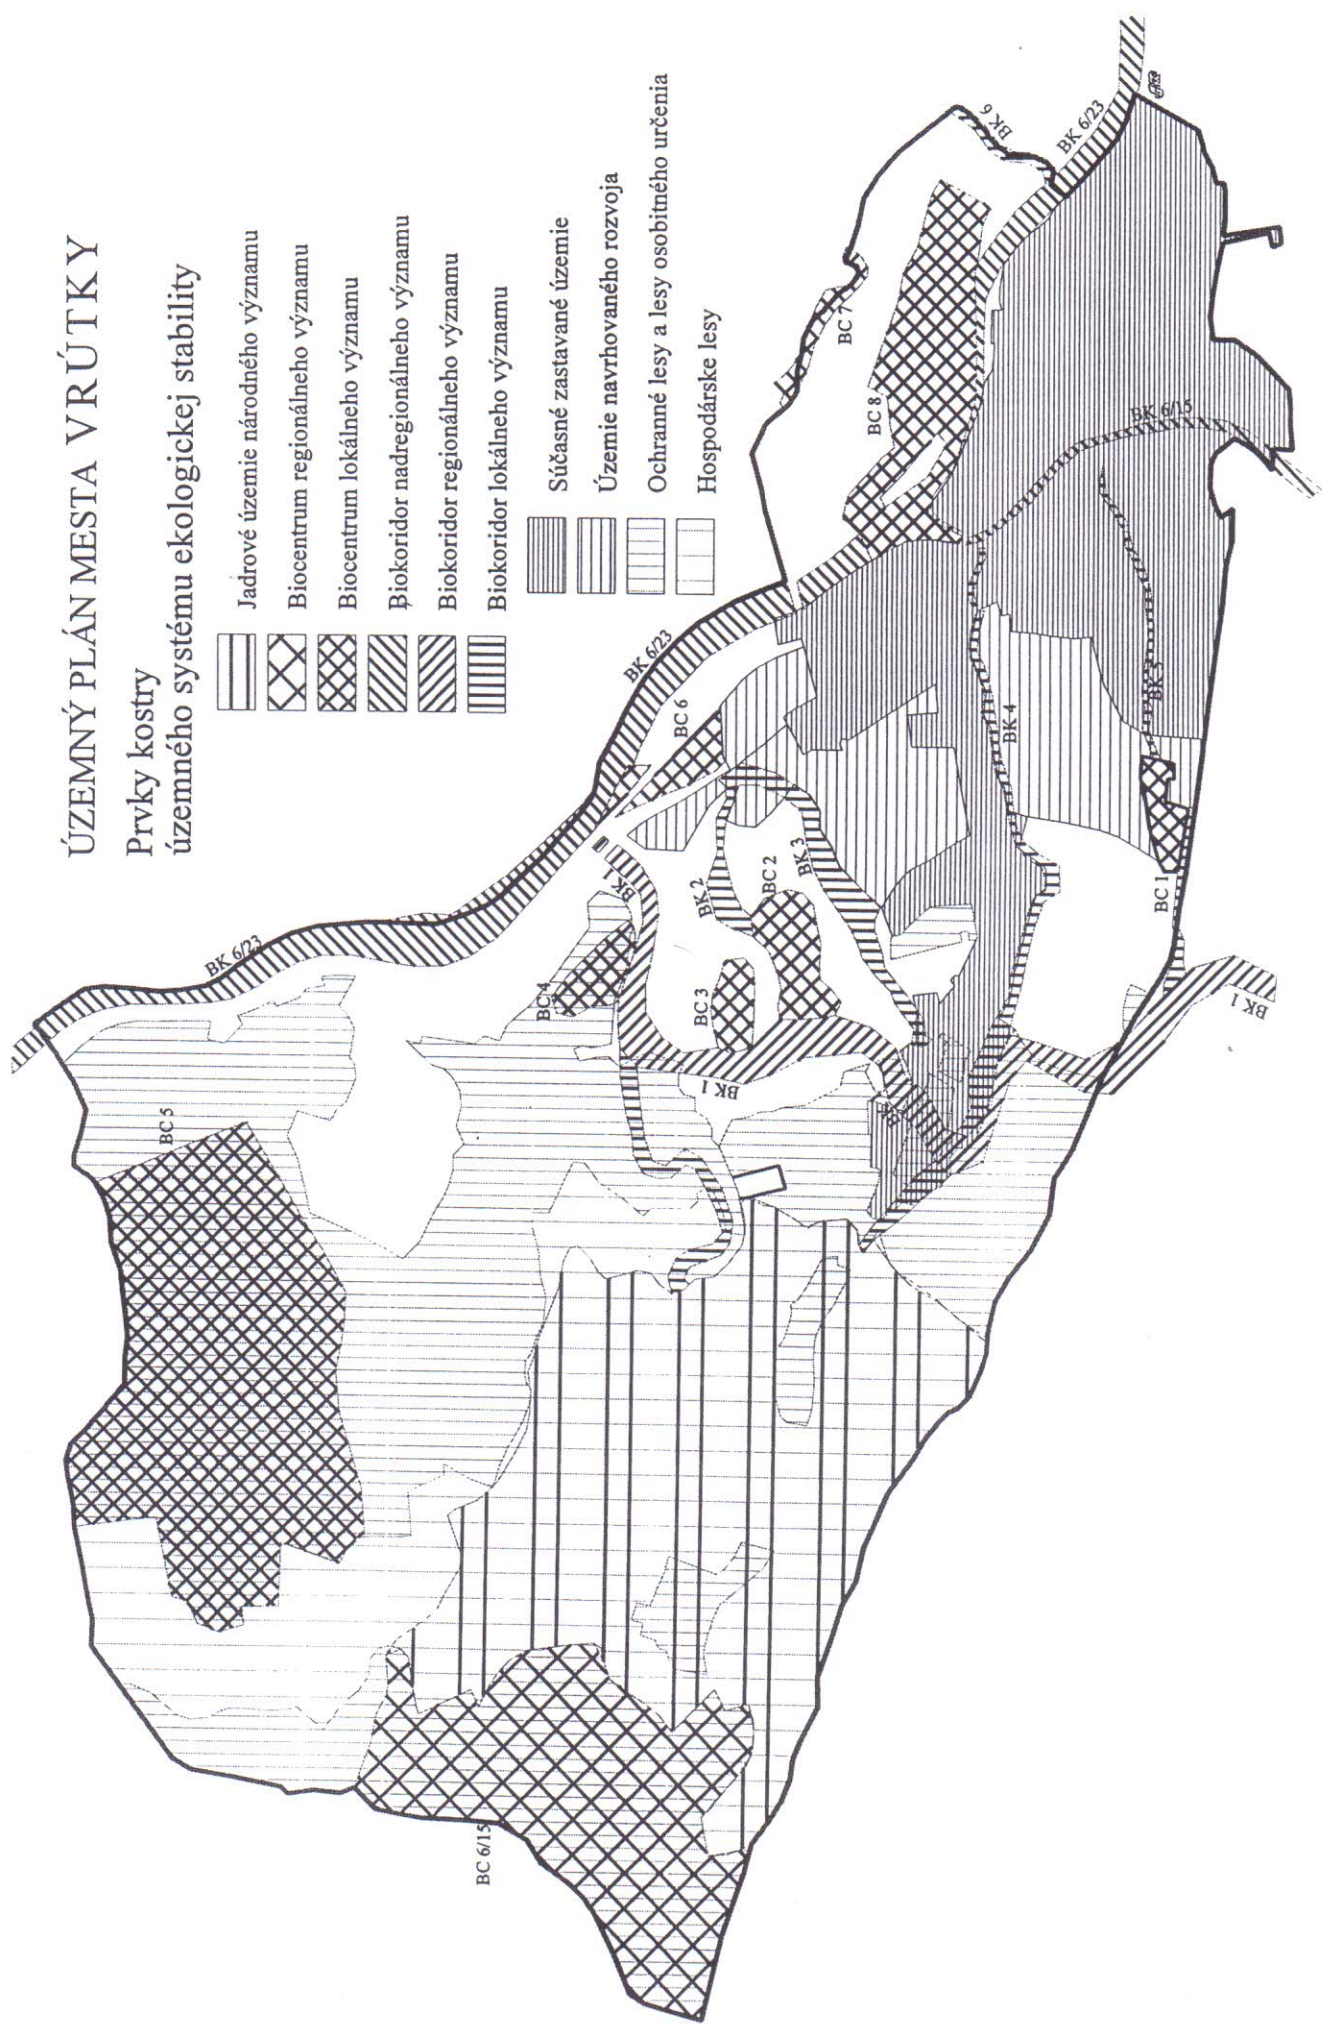 ÚZEMNÝ PLÁN MESTA VRÚTKY
Prvky kostry
územného systému ekologickej stability
Jadrové územie národného významu
Biocentrum regionálneho významu
Biocentrum lokálneho významu
Biokoridor nadregionálneho významu
Biokoridor regionálneho významu
Biokoridor lokálneho významu
Súčasné zastavané územie
Územie navrhovaného rozvoja
Ochranné lesy a lesy osobitného určenia
Hospodárske lesy
BC 6/15
BC 5
BK 6/23
BC 4
BK 1
BC 3
BK 1
BK 2
BC 2
BK 3
BC 6
BK 6/23
BK 4
BC 1
BK 5
BK 1
BC 8
BC 7
BK 6
BK 6/23
BK 6/15